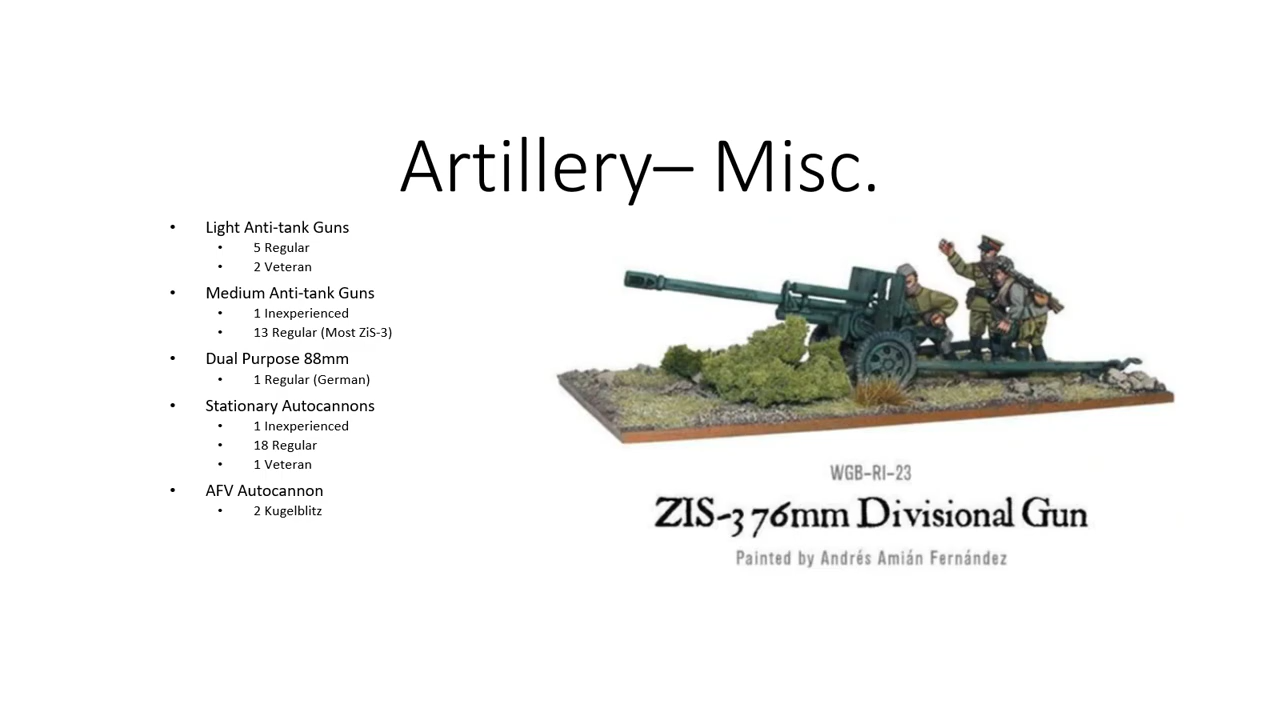 Artillery– Misc.
• Light Anti-tank Guns
• 5 Regular
• 2 Veteran
• Medium Anti-tank Guns
• 1 Inexperienced
• 13 Regular (Most ZiS-3)
• Dual Purpose 88mm
• 1 Regular (German)
• Stationary Autocannons
• 1 Inexperienced
• 18 Regular
• 1 Veteran
• AFV Autocannon
• 2 Kugelblitz
WGB-RI-23
ZIS-3 76mm Divisional Gun
Painted by Andrés Amián Fernández